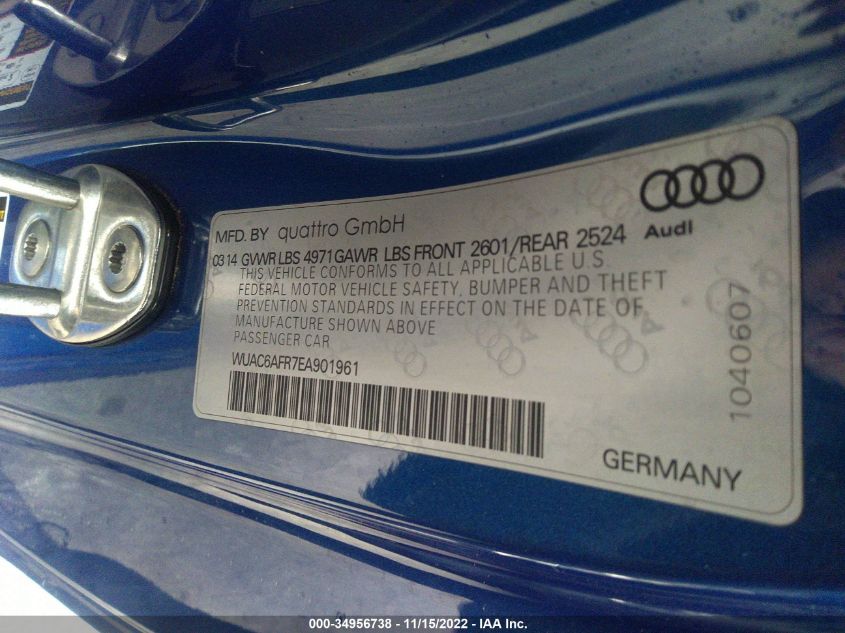 MFD. BY quattro GmbH
0314 GVWR LBS 4971 GAWR LBS FRONT 2601/REAR 2524
THIS VEHICLE CONFORMS TO ALL APPLICABLE U.S.
FEDERAL MOTOR VEHICLE SAFETY, BUMPER AND THEFT
PREVENTION STANDARDS IN EFFECT ON THE DATE OF
MANUFACTURE SHOWN ABOVE
PASSENGER CAR
WUAC6AFR7EA901961
Audi
1040607
GERMANY
000-34956738 - 11/15/2022 - IAA Inc.